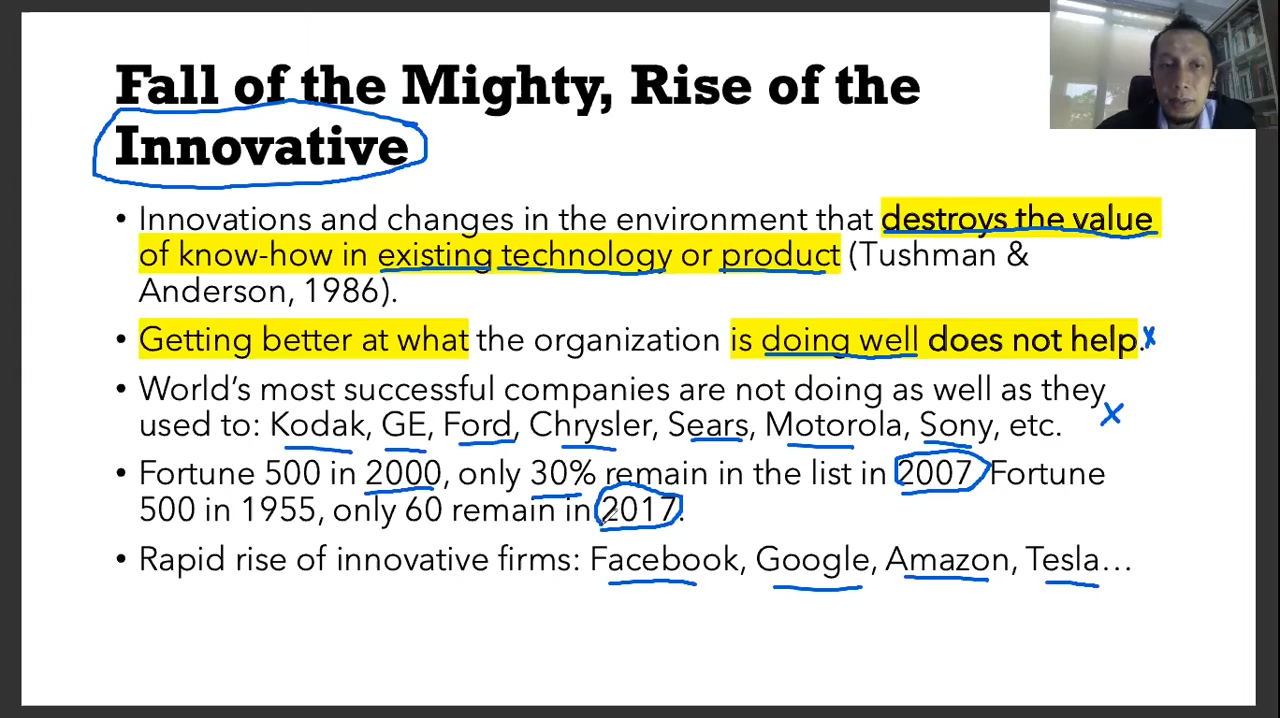 Fall of the Mighty, Rise of the
Innovative
• Innovations and changes in the environment that destroys the value
of know-how in existing technology or product (Tushman &
Anderson, 1986).
• Getting better at what the organization is doing well does not help.
• World's most successful companies are not doing as well as they
used to: Kodak, GE, Ford, Chrysler, Sears, Motorola, Sony, etc.
• Fortune 500 in 2000, only 30% remain in the list in 2007 Fortune
500 in 1955, only 60 remain in 2017.
• Rapid rise of innovative firms: Facebook, Google, Amazon, Tesla…